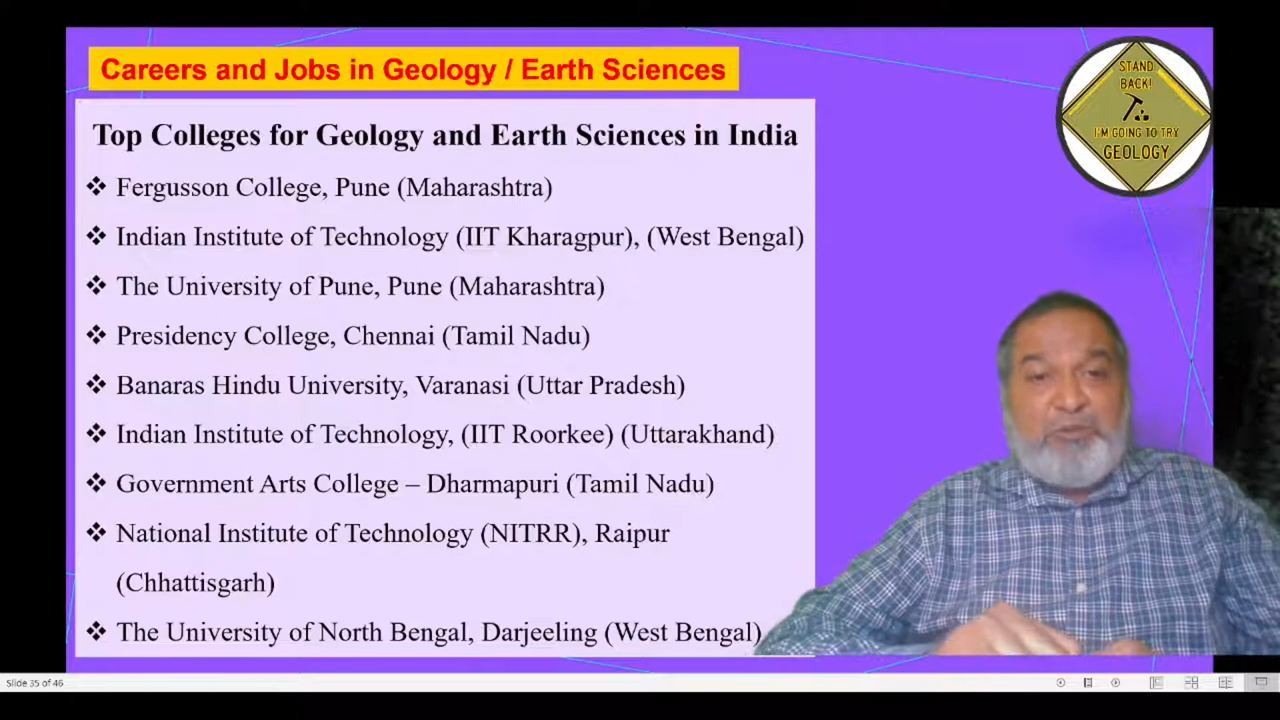 Careers and Jobs in Geology / Earth Sciences
STAND
BACK!
I'M GOING TO TRY
GEOLOGY
Top Colleges for Geology and Earth Sciences in India
❖ Fergusson College, Pune (Maharashtra)
❖ Indian Institute of Technology (IIT Kharagpur), (West Bengal)
❖ The University of Pune, Pune (Maharashtra)
❖ Presidency College, Chennai (Tamil Nadu)
❖ Banaras Hindu University, Varanasi (Uttar Pradesh)
❖ Indian Institute of Technology, (IIT Roorkee) (Uttarakhand)
❖ Government Arts College – Dharmapuri (Tamil Nadu)
❖ National Institute of Technology (NITRR), Raipur
(Chhattisgarh)
❖ The University of North Bengal, Darjeeling (West Bengal)
Slide 35 of 46